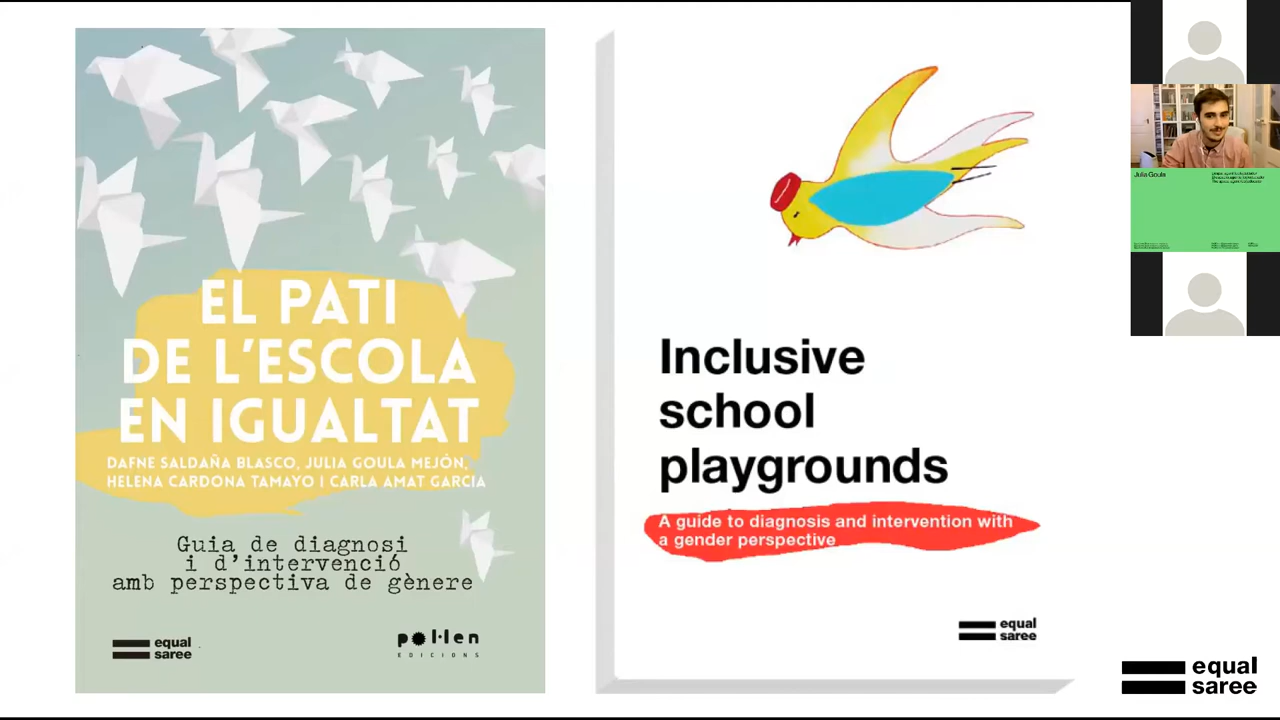 EL PATI
DE L'ESCOLA
EN IGUALTAT
DAFNE SALDAÑA BLASCO, JULIA GOULA MEJÓN,
HELENA CARDONA TAMAYO I CARLA AMAT GARCIA
Guia de diagnosi
i d'intervenció
amb perspectiva de gènere
equal
saree
pol·len
EDICIONS
Inclusive
school
playgrounds
A guide to diagnosis and intervention with
a gender perspective
equal
saree
Julia Goula
equal
saree